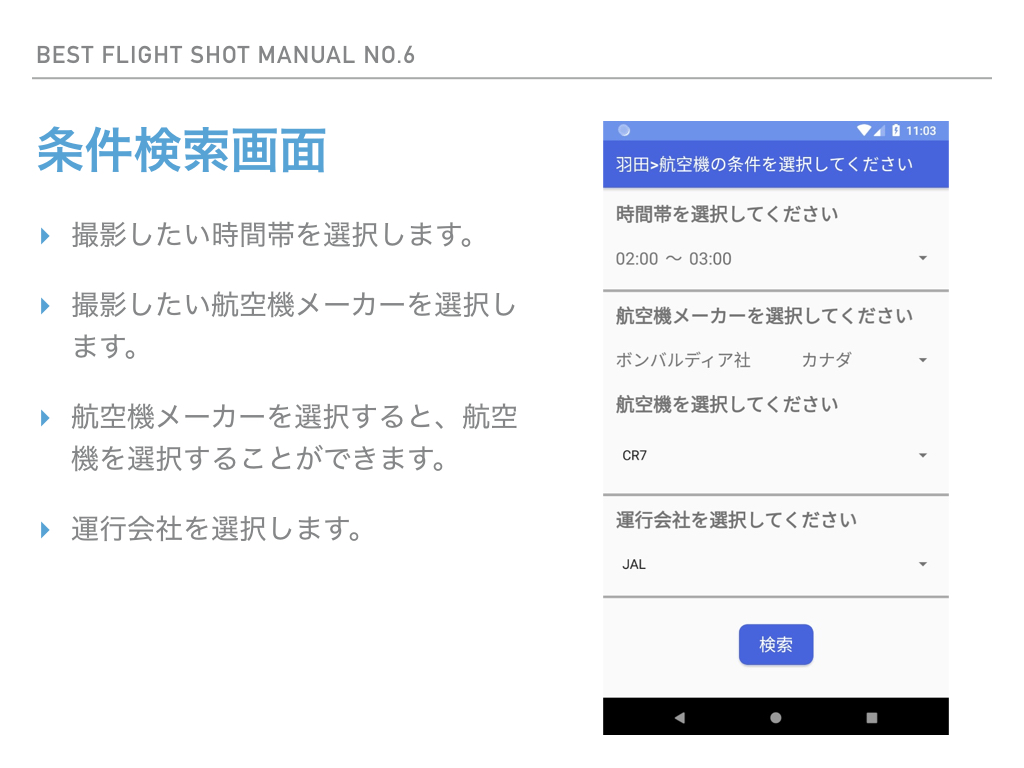 BEST FLIGHT SHOT MANUAL NO.6
条件検索画面
撮影したい時間帯を選択します。
撮影したい航空機メーカーを選択し
ます。
航空機メーカーを選択すると、航空
機を選択することができます。
運行会社を選択します。
11:03
羽田>航空機の条件を選択してください
時間帯を選択してください
02:00 〜 03:00
航空機メーカーを選択してください
ボンバルディア社 カナダ
航空機を選択してください
CR7
運行会社を選択してください
JAL
検索